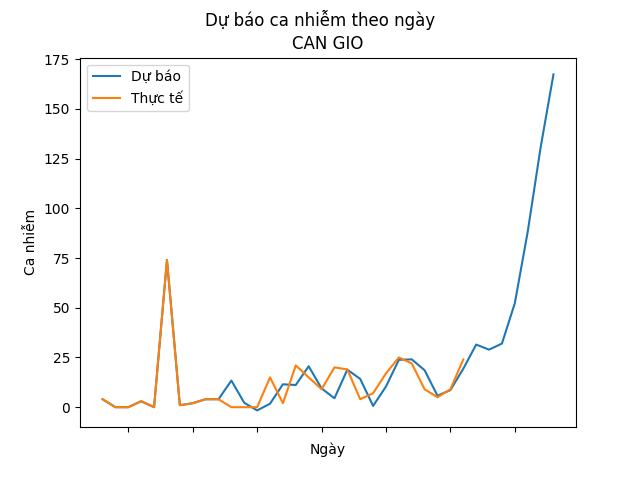 Dự báo ca nhiễm theo ngày
CAN GIO
Dự báo
Thực tế
175
150
125
100
75
50
25
0
Ca nhiễm
Ngày